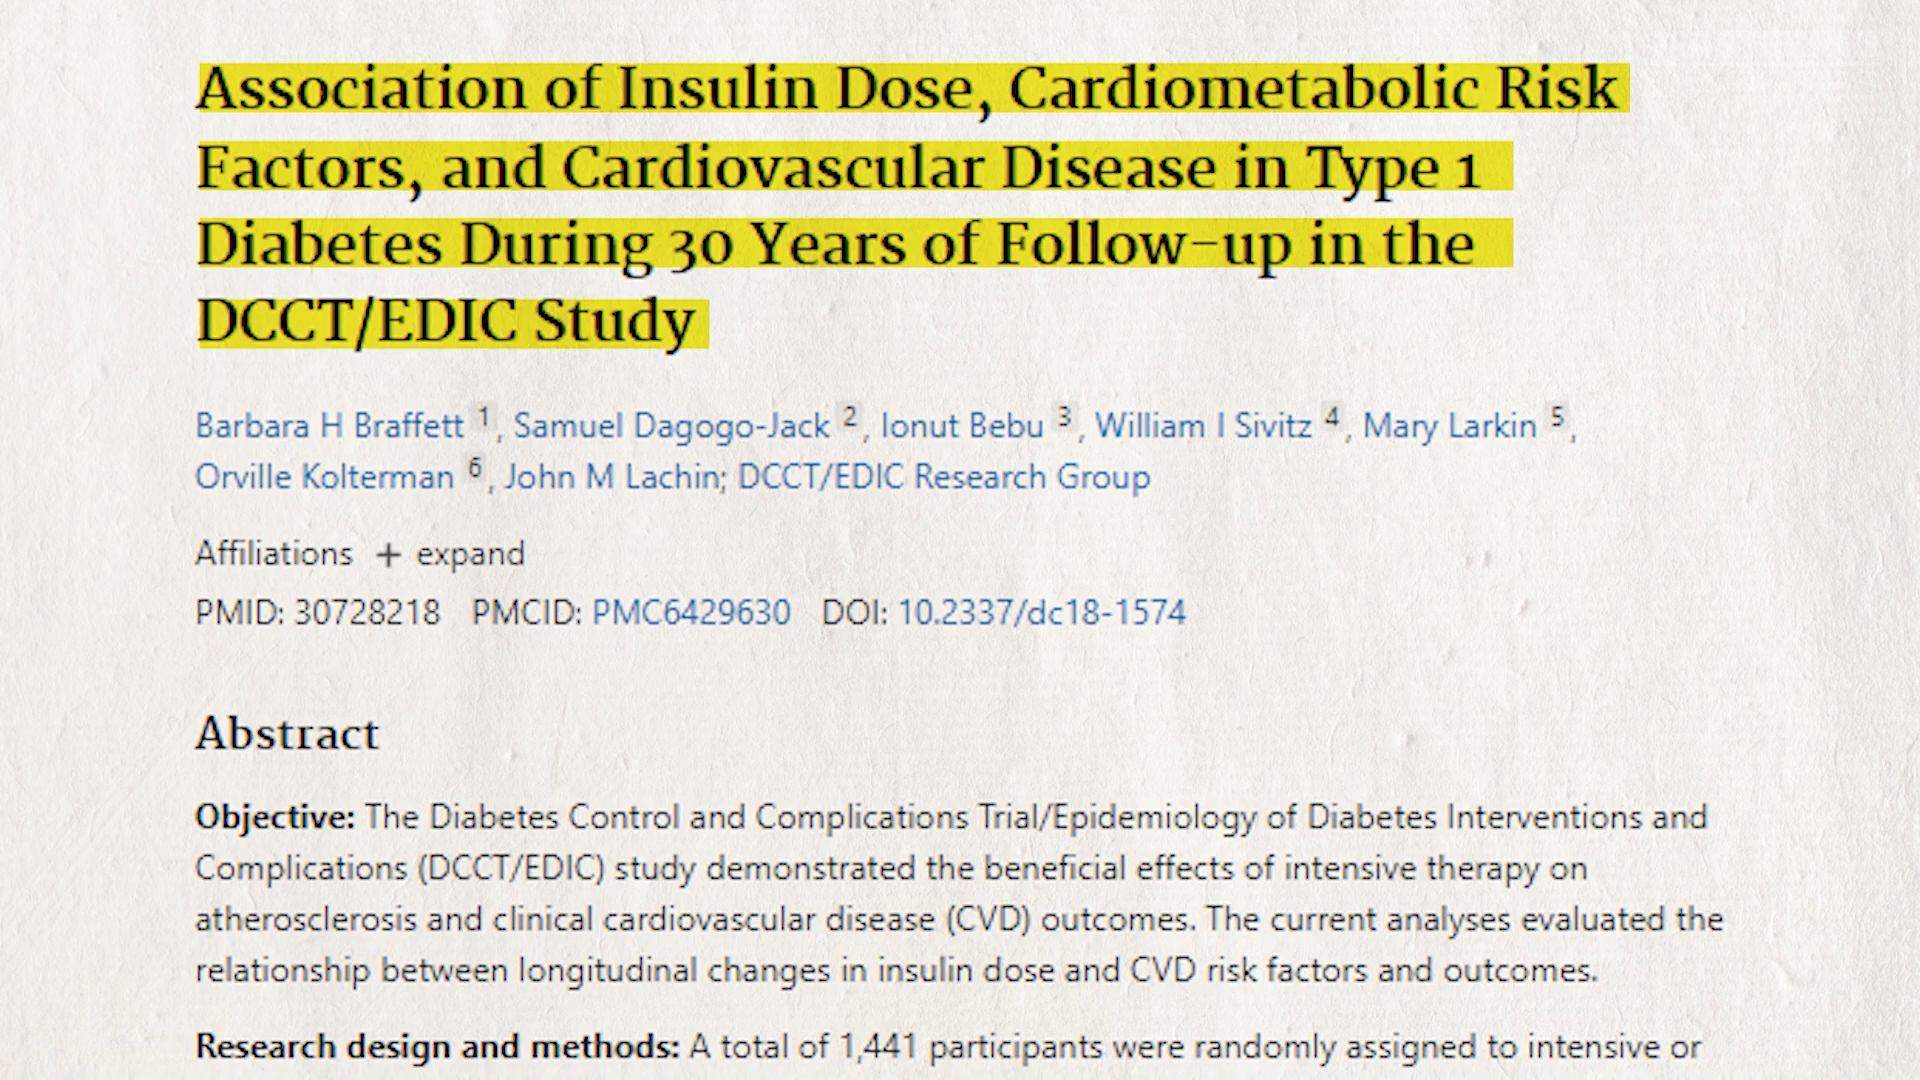 Association of Insulin Dose, Cardiometabolic Risk
Factors, and Cardiovascular Disease in Type 1
Diabetes During 30 Years of Follow-up in the
DCCT/EDIC Study
Barbara H Braffett 1, Samuel Dagogo-Jack 2, Ionut Bebu 3, William I Sivitz 4, Mary Larkin 5,
Orville Kolterman 6, John M Lachin; DCCT/EDIC Research Group
Affiliations + expand
PMID: 30728218 PMCID: PMC6429630 DOI: 10.2337/dc18-1574
Abstract
Objective: The Diabetes Control and Complications Trial/Epidemiology of Diabetes Interventions and
Complications (DCCT/EDIC) study demonstrated the beneficial effects of intensive therapy on
atherosclerosis and clinical cardiovascular disease (CVD) outcomes. The current analyses evaluated the
relationship between longitudinal changes in insulin dose and CVD risk factors and outcomes.
Research design and methods: A total of 1,441 participants were randomly assigned to intensive or